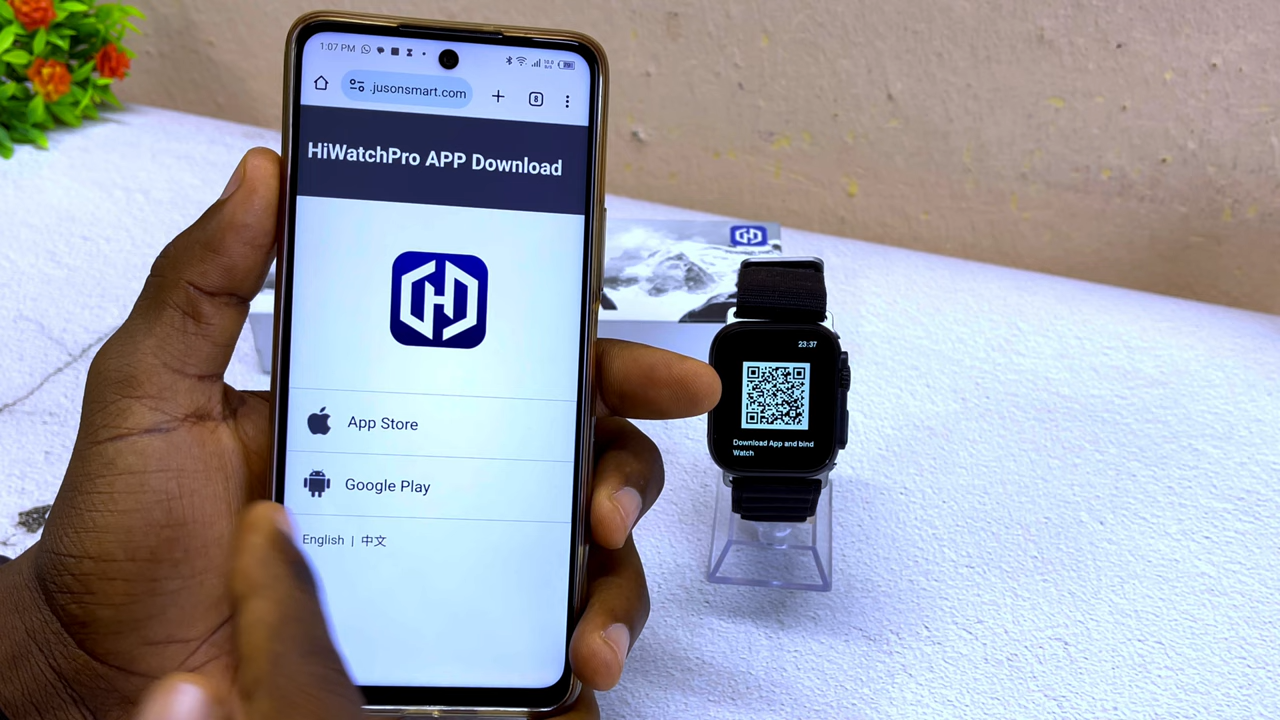 1:07 PM
.jusonsmart.com
8
HiWatchPro APP Download
App Store
Google Play
English | 中文
23:37
Download App and bind
Watch